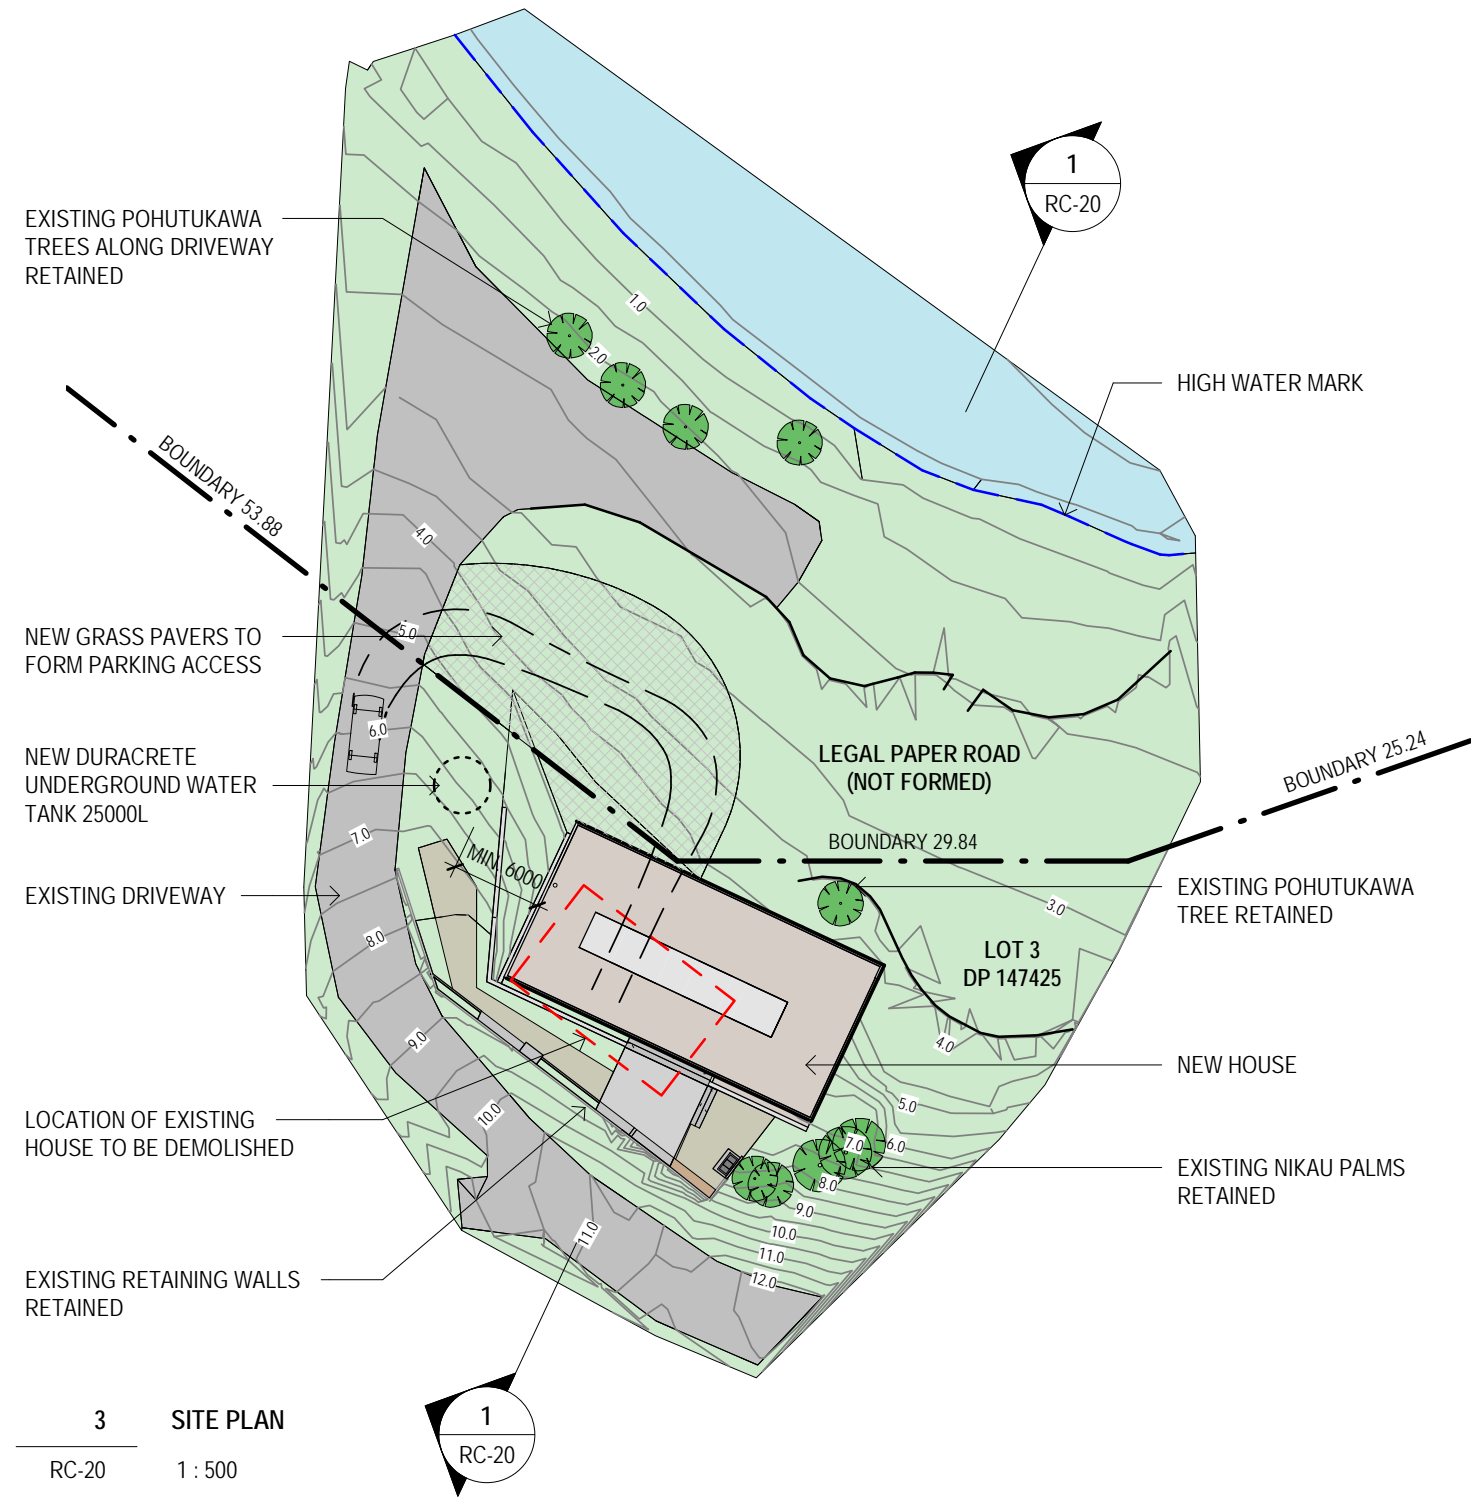 1
RC-20
EXISTING POHUTUKAWA
TREES ALONG DRIVEWAY
RETAINED
1.0
2.0
HIGH WATER MARK
BOUNDARY 53.88
4.0
5.0
NEW GRASS PAVERS TO
FORM PARKING ACCESS
6.0
NEW DURACRETE
UNDERGROUND WATER
TANK 25000L
LEGAL PAPER ROAD
(NOT FORMED)
BOUNDARY 25.24
7.0
BOUNDARY 29.84
MIN. 6000
EXISTING DRIVEWAY
EXISTING POHUTUKAWA
TREE RETAINED
3.0
8.0
LOT 3
DP 147425
9.0
4.0
NEW HOUSE
10.0
5.0
LOCATION OF EXISTING
HOUSE TO BE DEMOLISHED
7.0
6.0
EXISTING NIKAU PALMS
RETAINED
8.0
9.0
10.0
11.0
11.0
12.0
EXISTING RETAINING WALLS
RETAINED
1
RC-20
3 SITE PLAN
RC-20 1 : 500